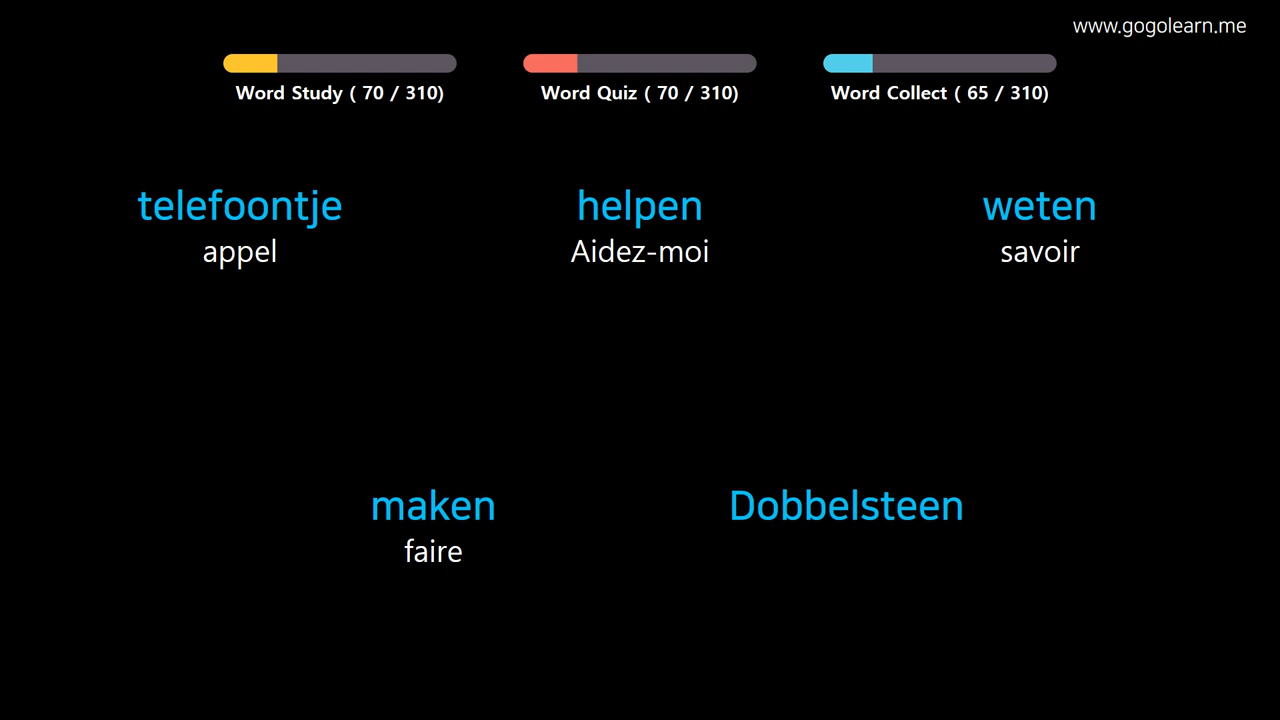 www.gogolearn.me
Word Study ( 70 / 310)
Word Quiz ( 70 / 310)
Word Collect ( 65 / 310)
telefoontje
appel
helpen
Aidez-moi
weten
savoir
maken
faire
Dobbelsteen